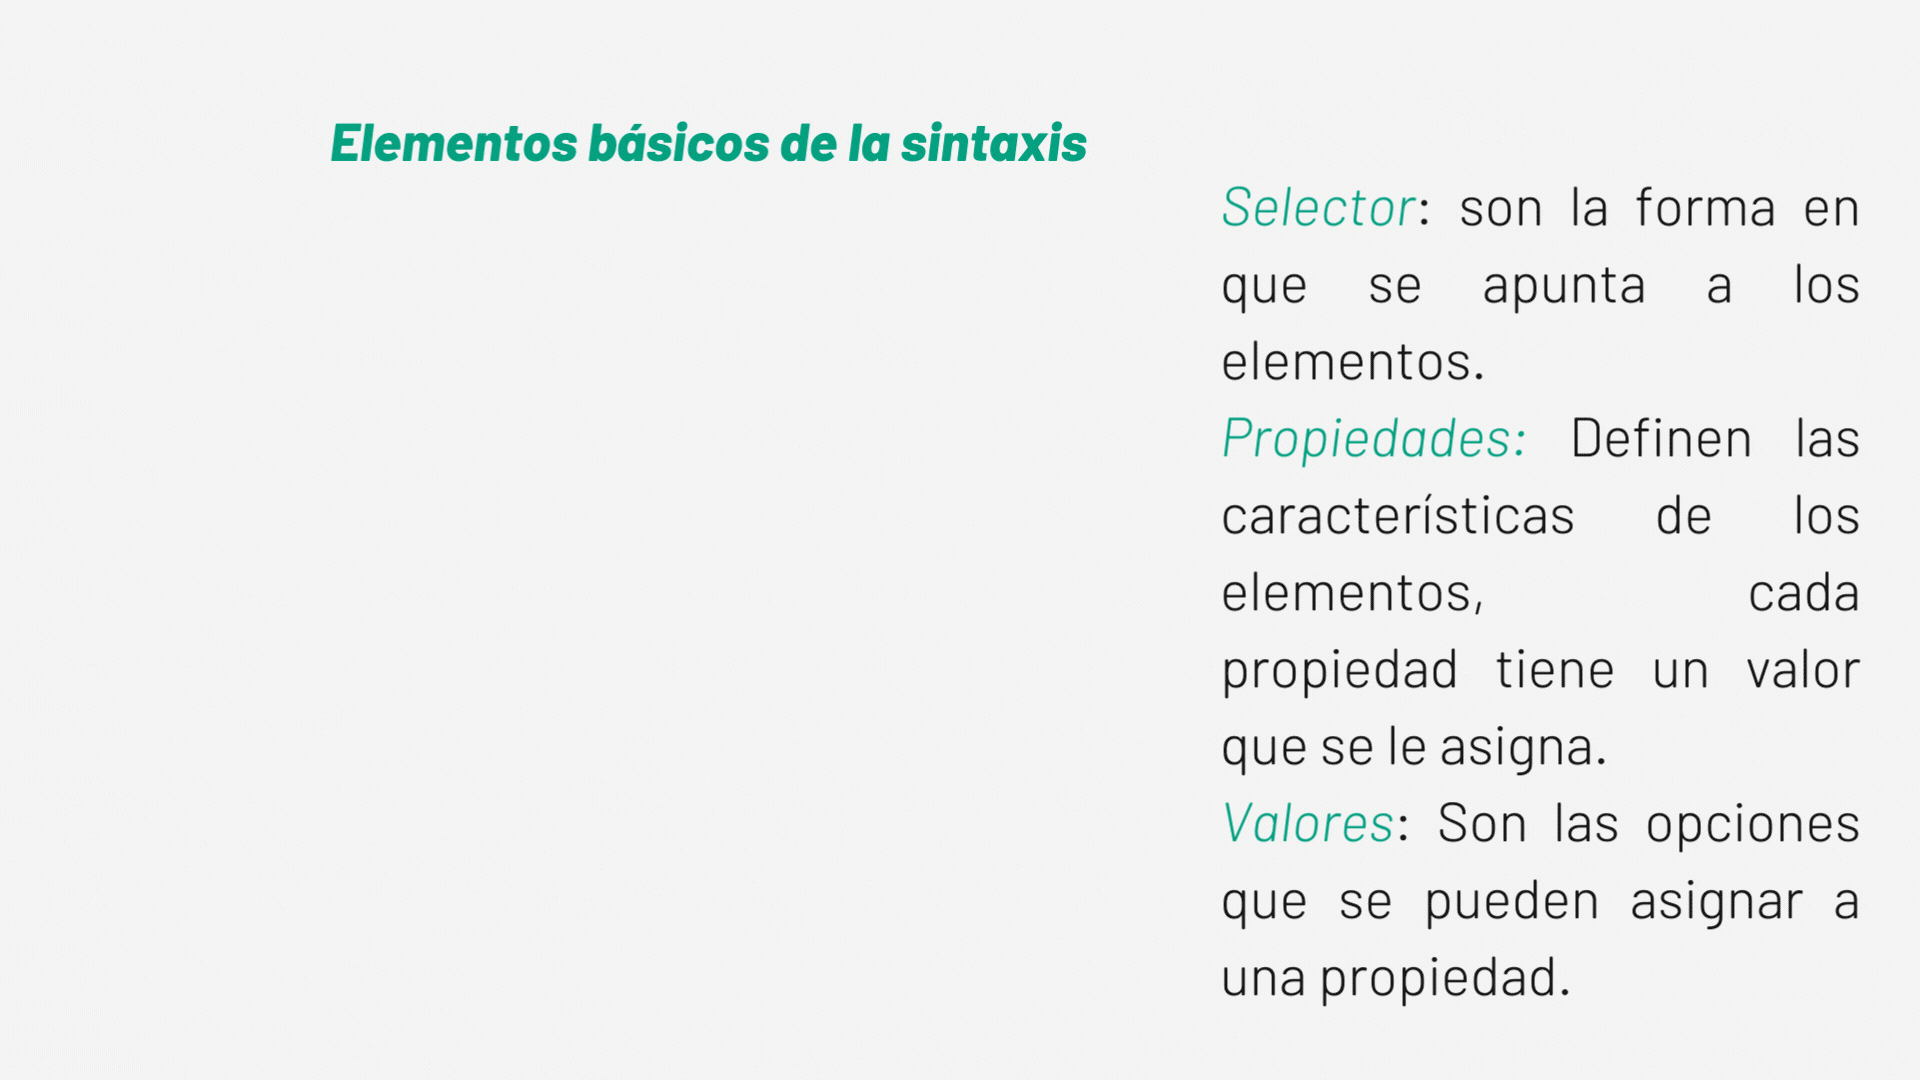 Elementos básicos de la sintaxis
Selector: son la forma en
que se apunta a los
elementos.
Propiedades: Definen las
características de los
elementos, cada
propiedad tiene un valor
que se le asigna.
Valores: Son las opciones
que se pueden asignar a
una propiedad.